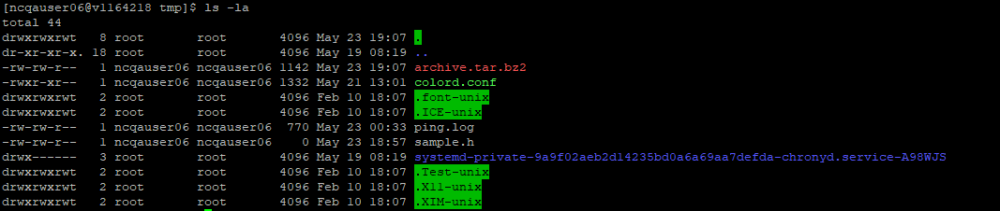 [ncqauser06@v1164218 tmp]$ ls -la
total 44
drwxrwxrwt   8 root       root       4096 May 23 19:07 .
dr-xr-xr-x. 18 root       root       4096 May 19 08:19 ..
-rw-rw-r--   1 ncqauser06 ncqauser06 1142 May 23 19:07 archive.tar.bz2
-rwxr-xr--   1 ncqauser06 ncqauser06 1332 May 21 13:01 colord.conf
drwxrwxrwt   2 root       root       4096 Feb 10 18:07 .font-unix
drwxrwxrwt   2 root       root       4096 Feb 10 18:07 .ICE-unix
-rw-rw-r--   1 ncqauser06 ncqauser06  770 May 23 00:33 ping.log
-rw-rw-r--   1 ncqauser06 ncqauser06    0 May 23 18:57 sample.h
drwx------   3 root       root       4096 May 19 08:19 systemd-private-9a9f02aeb2d14235bd0a6a69aa7defda-chronyd.service-A98WJS
drwxrwxrwt   2 root       root       4096 Feb 10 18:07 .Test-unix
drwxrwxrwt   2 root       root       4096 Feb 10 18:07 .X11-unix
drwxrwxrwt   2 root       root       4096 Feb 10 18:07 .XIM-unix